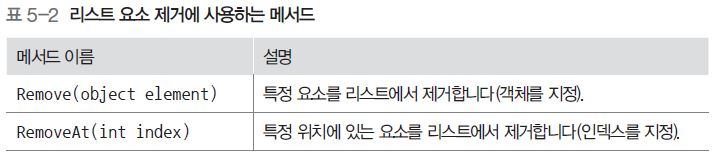 표 5-2 리스트 요소 제거에 사용하는 메서드
메서드 이름 설명
Remove(object element) 특정 요소를 리스트에서 제거합니다(객체를 지정).
RemoveAt(int index) 특정 위치에 있는 요소를 리스트에서 제거합니다(인덱스를 지정).